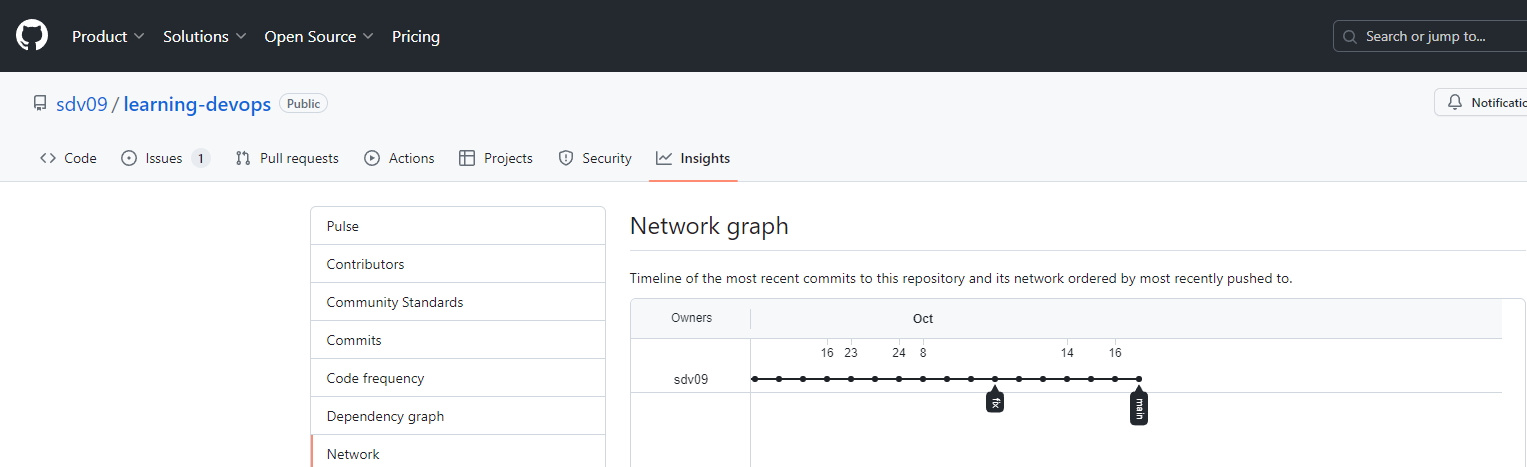 Product Solutions Open Source Pricing Search or jump to...
sdv09 / learning-devops Public Notificatio
Code Issues 1 Pull requests Actions Projects Security Insights
Pulse
Contributors
Community Standards
Commits
Code frequency
Dependency graph
Network
Network graph
Timeline of the most recent commits to this repository and its network ordered by most recently pushed to.
Owners Oct
16 23 24 8 14 16
sdv09
fix main